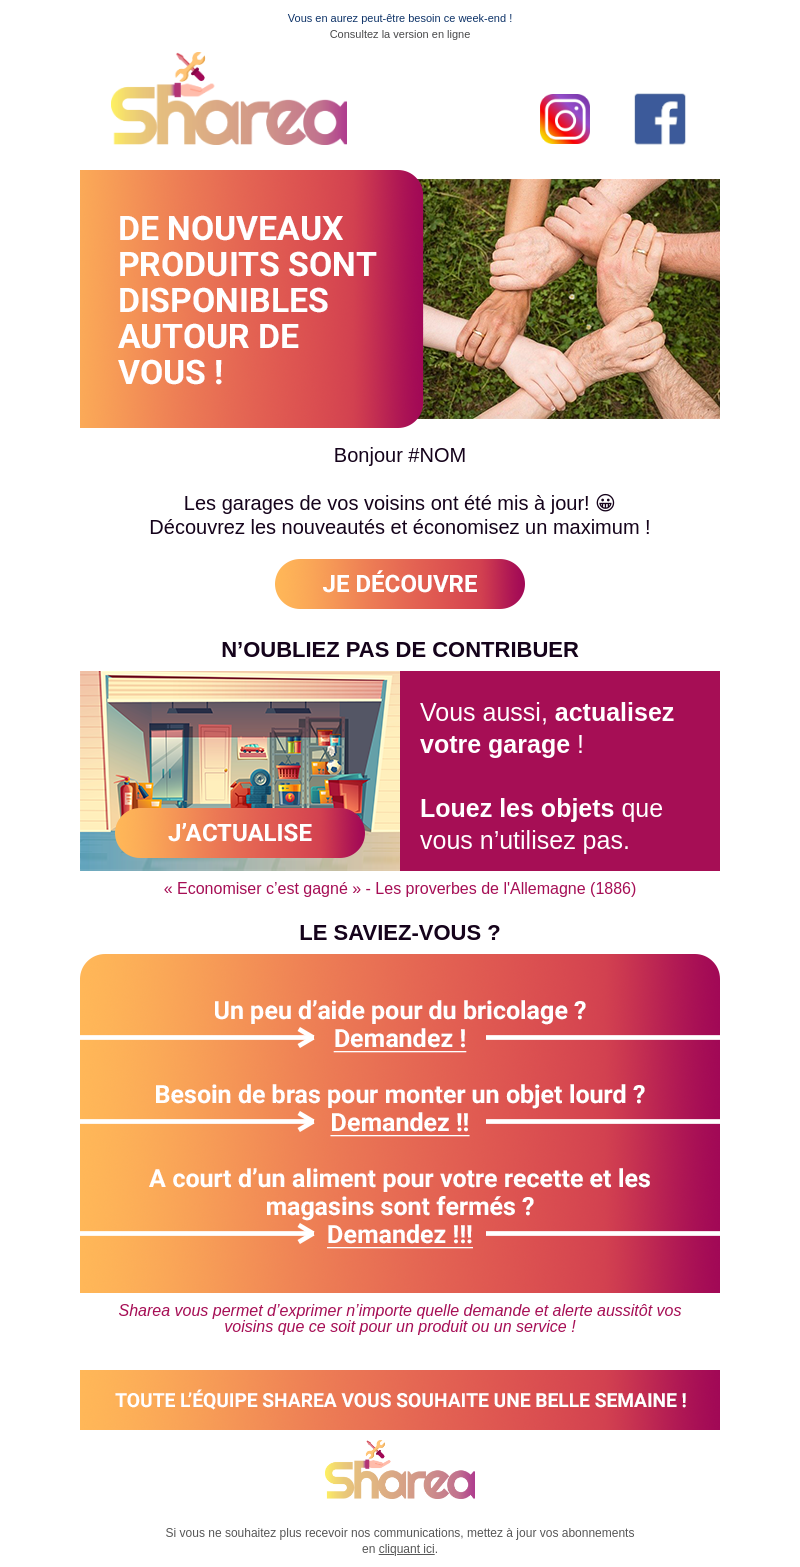 Vous en aurez peut-être besoin ce week-end !
Consultez la version en ligne
Sharea
DE NOUVEAUX
PRODUITS SONT
DISPONIBLES
AUTOUR DE
VOUS !
Bonjour #NOM
Les garages de vos voisins ont été mis à jour! 😀
Découvrez les nouveautés et économisez un maximum !
JE DÉCOUVRE
N’OUBLIEZ PAS DE CONTRIBUER
Vous aussi, actualisez
votre garage !
Louez les objets que
vous n’utilisez pas.
J’ACTUALISE
« Economiser c’est gagné » - Les proverbes de l'Allemagne (1886)
LE SAVIEZ-VOUS ?
Un peu d’aide pour du bricolage ?
Demandez !
Besoin de bras pour monter un objet lourd ?
Demandez !!
A court d’un aliment pour votre recette et les
magasins sont fermés ?
Demandez !!!
Sharea vous permet d’exprimer n’importe quelle demande et alerte aussitôt vos
voisins que ce soit pour un produit ou un service !
TOUTE L’ÉQUIPE SHAREA VOUS SOUHAITE UNE BELLE SEMAINE !
Sharea
Si vous ne souhaitez plus recevoir nos communications, mettez à jour vos abonnements
en cliquant ici.